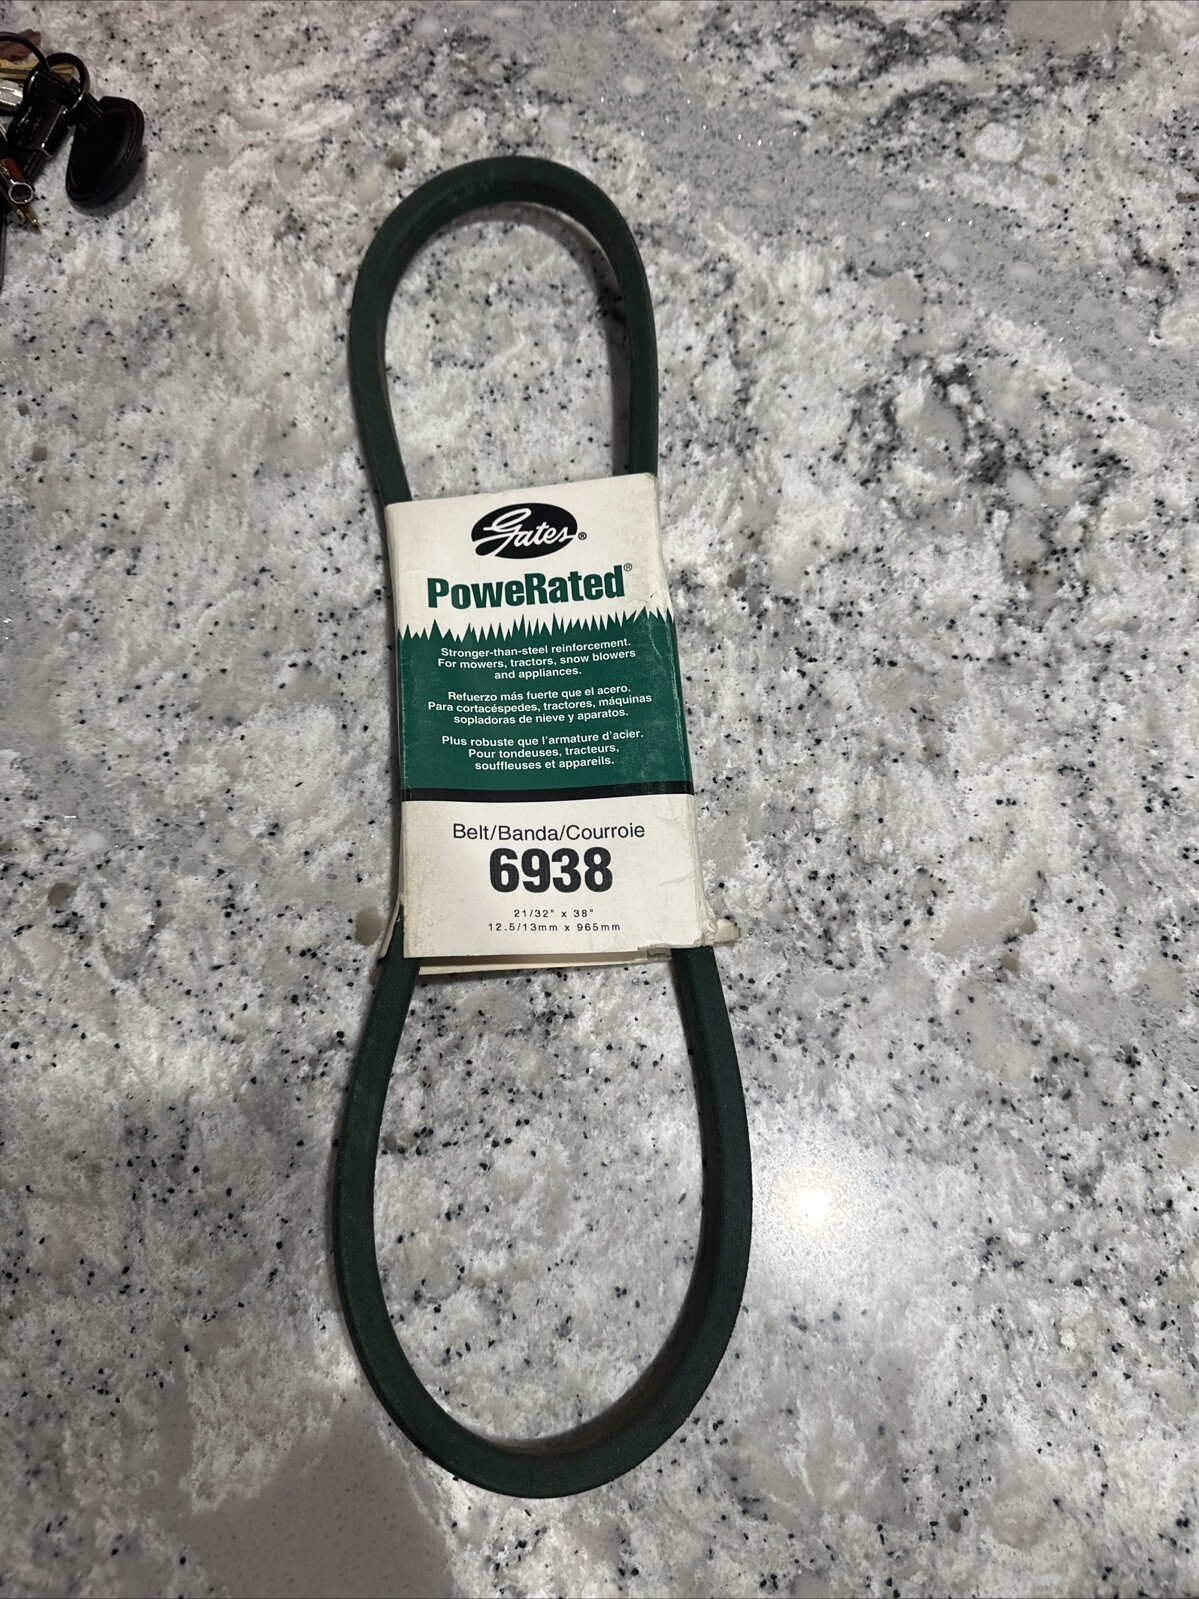 Gates®
PoweRated®
Stronger-than-steel reinforcement.
For mowers, tractors, snow blowers
and appliances.
Refuerzo más fuerte que el acero.
Para cortacéspedes, tractores, máquinas
sopladoras de nieve y aparatos.
Plus robuste que l'armature d'acier.
Pour tondeuses, tracteurs,
souffleuses et appareils.
Belt/Banda/Courroie
6938
21/32" x 38"
12.5/13mm x 965mm